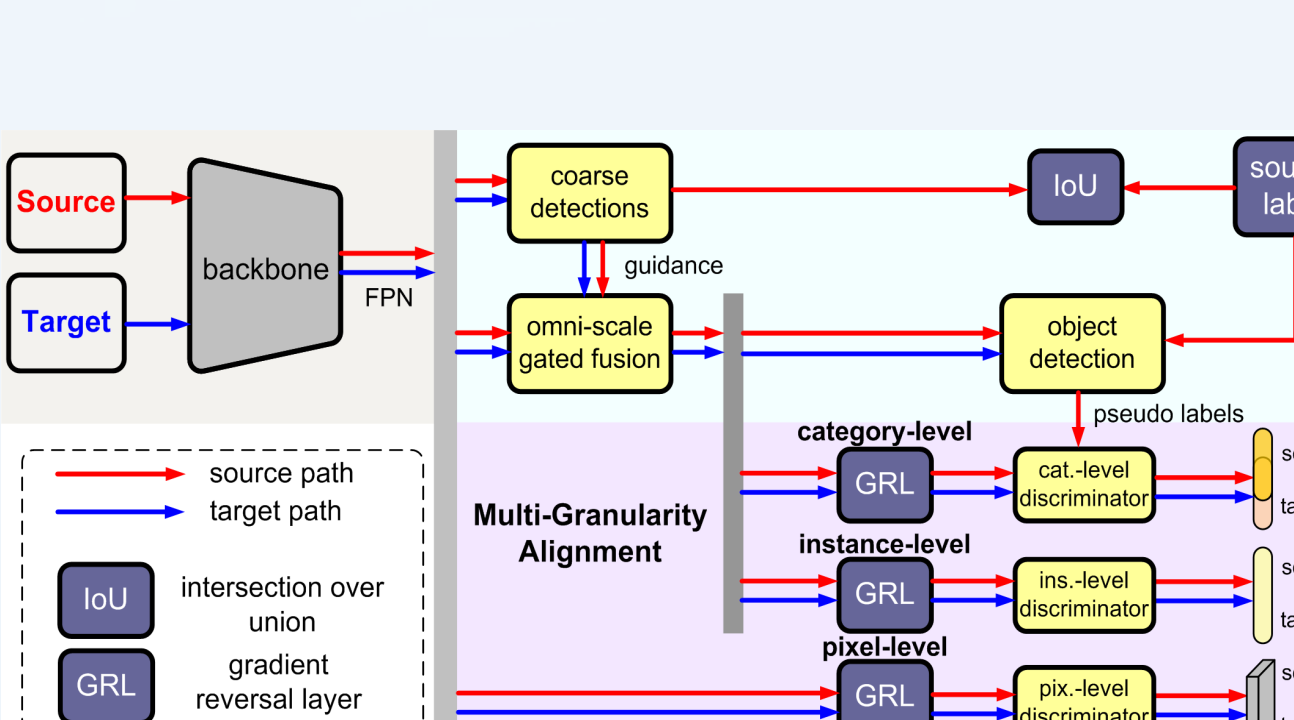 Source
Target
backbone
FPN
coarse
detections
guidance
omni-scale
gated fusion
IoU
object
detection
pseudo labels
category-level
GRL
cat.-level
discriminator
Multi-Granularity
Alignment
instance-level
GRL
ins.-level
discriminator
pixel-level
GRL
pix.-level
discriminator
source path
target path
IoU
intersection over
union
GRL
gradient
reversal layer